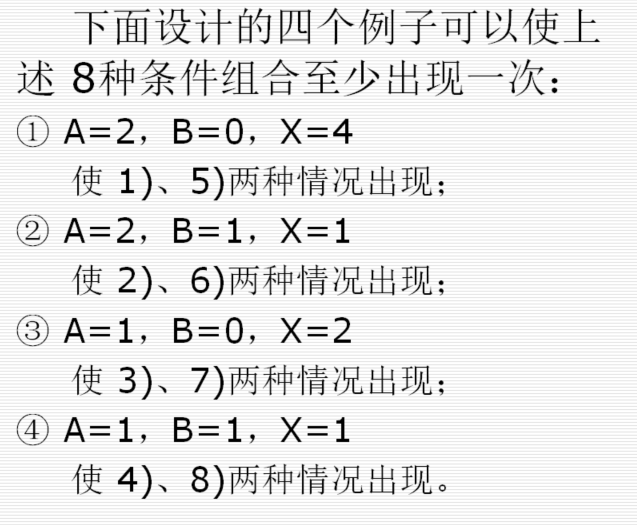 下面设计的四个例子可以使上
述 8种条件组合至少出现一次：
① A=2，B=0，X=4
使 1)、5)两种情况出现；
② A=2，B=1，X=1
使 2)、6)两种情况出现；
③ A=1，B=0，X=2
使 3)、7)两种情况出现；
④ A=1，B=1，X=1
使 4)、8)两种情况出现。